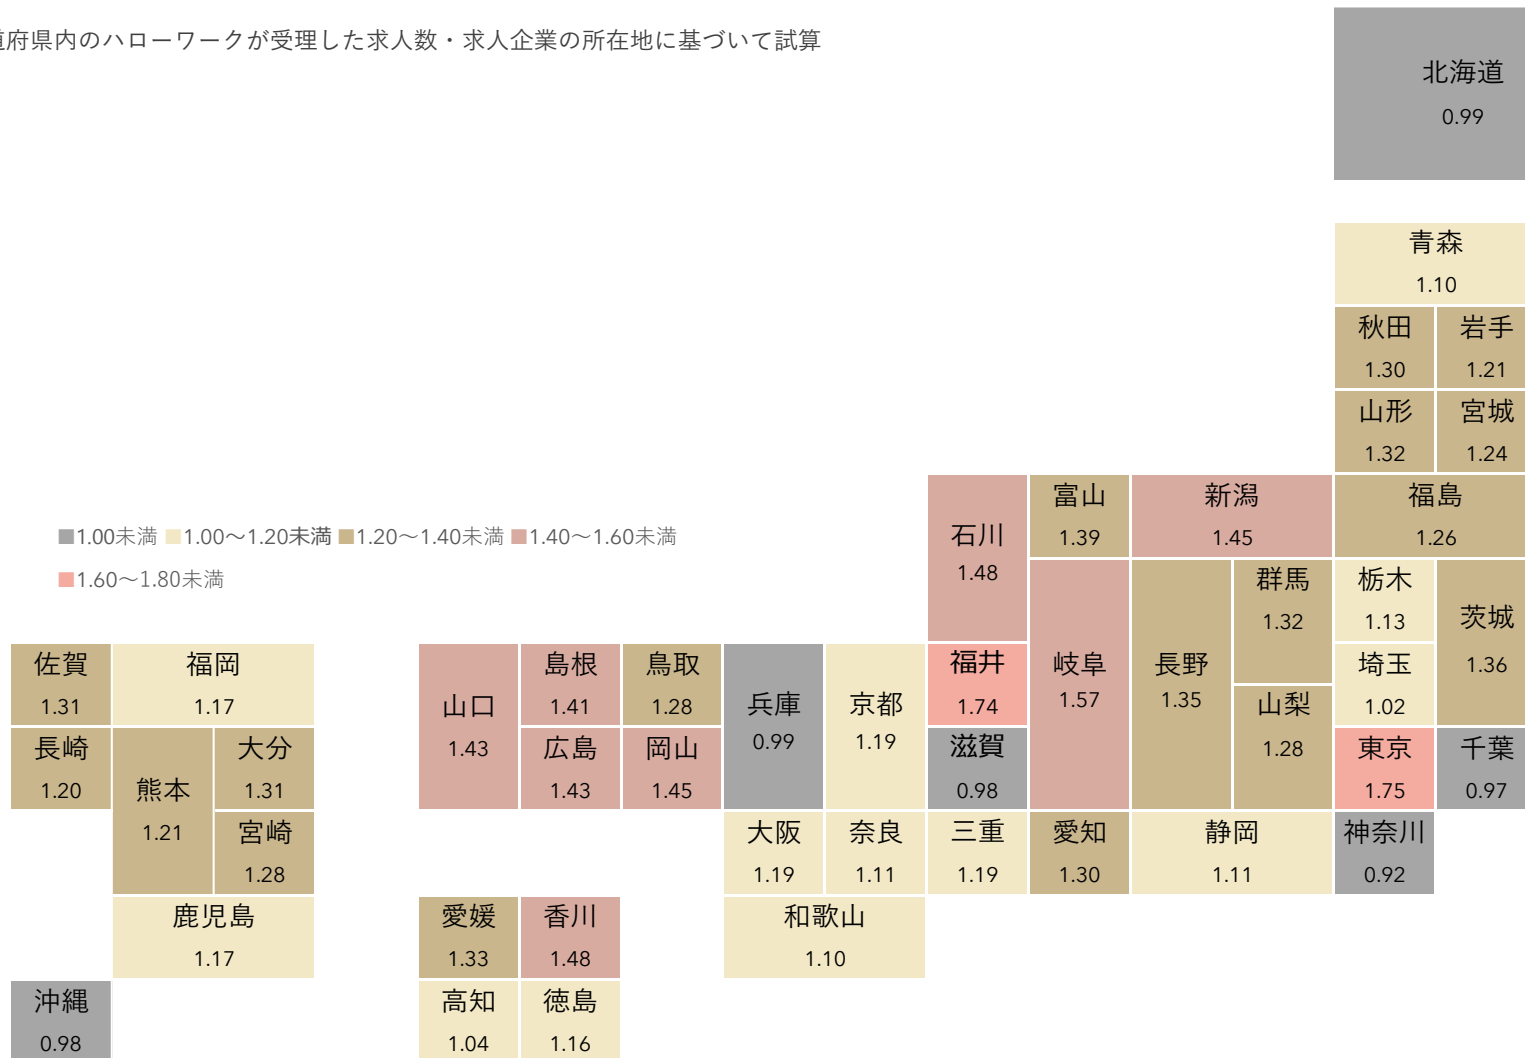 道府県内のハローワークが受理した求人数・求人企業の所在地に基づいて試算
北海道
0.99
青森
1.10
秋田 岩手
1.30 1.21
山形 宮城
1.32 1.24
石川
1.48
富山
1.39
新潟
1.45
福島
1.26
■1.00未満 ■1.00～1.20未満 ■1.20～1.40未満 ■1.40～1.60未満
■1.60～1.80未満
群馬
1.32
栃木
1.13
茨城
1.36
佐賀
1.31
福岡
1.17
山口
1.43
島根
1.41
鳥取
1.28
兵庫
0.99
京都
1.19
福井
1.74
岐阜
1.57
長野
1.35
山梨
1.28
埼玉
1.02
長崎
1.20
熊本
1.21
大分
1.31
広島
1.43
岡山
1.45
滋賀
0.98
東京
1.75
千葉
0.97
宮崎
1.28
大阪
1.19
奈良
1.11
三重
1.19
愛知
1.30
静岡
1.11
神奈川
0.92
鹿児島
1.17
愛媛
1.33
香川
1.48
和歌山
1.10
沖縄
0.98
高知
1.04
徳島
1.16